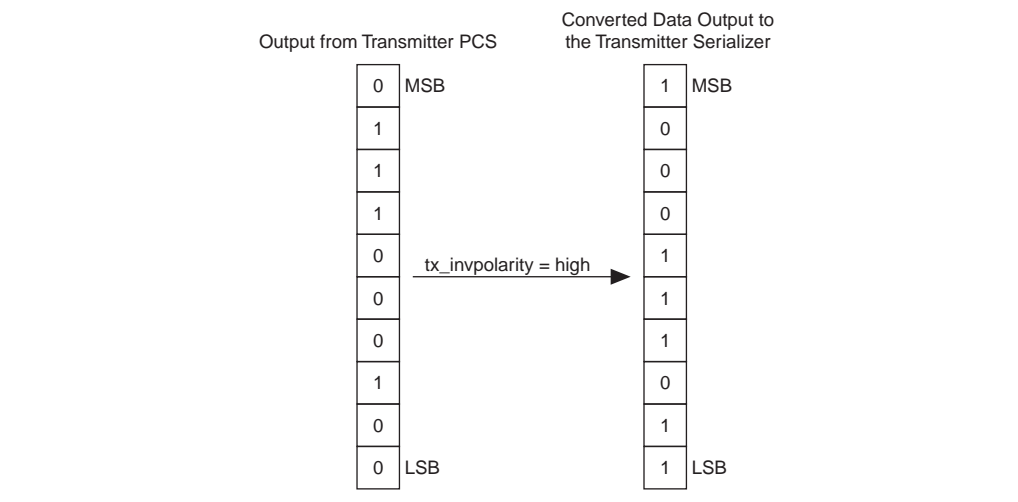 Converted Data Output to
Output from Transmitter PCS
the Transmitter Serializer
0 MSB 1 MSB
1 0
1 0
1 0
0 1
tx_invpolarity = high
0 1
0 1
1 0
0 1
0 LSB 1 LSB